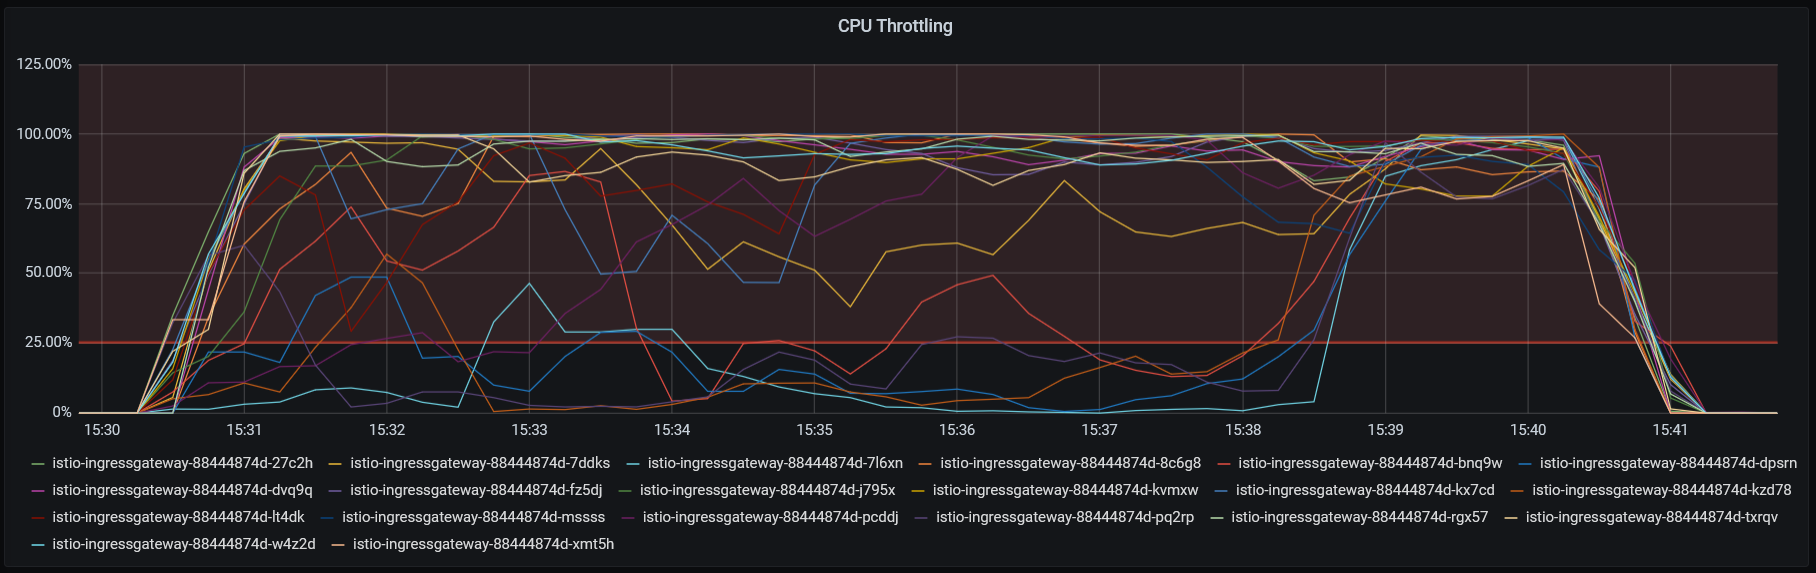 CPU Throttling
125.00%
100.00%
75.00%
50.00%
25.00%
0%
15:30 15:31 15:32 15:33 15:34 15:35 15:36 15:37 15:38 15:39 15:40 15:41
istio-ingressgateway-88444874d-27c2h istio-ingressgateway-88444874d-7ddks istio-ingressgateway-88444874d-7l6xn istio-ingressgateway-88444874d-8c6g8 istio-ingressgateway-88444874d-bnq9w istio-ingressgateway-88444874d-dpsrn
istio-ingressgateway-88444874d-dvq9q istio-ingressgateway-88444874d-fz5dj istio-ingressgateway-88444874d-j795x istio-ingressgateway-88444874d-kvmxw istio-ingressgateway-88444874d-kx7cd istio-ingressgateway-88444874d-kzd78
istio-ingressgateway-88444874d-lt4dk istio-ingressgateway-88444874d-mssss istio-ingressgateway-88444874d-pcddj istio-ingressgateway-88444874d-pq2rp istio-ingressgateway-88444874d-rgx57 istio-ingressgateway-88444874d-txrqv
istio-ingressgateway-88444874d-w4z2d istio-ingressgateway-88444874d-xmt5h